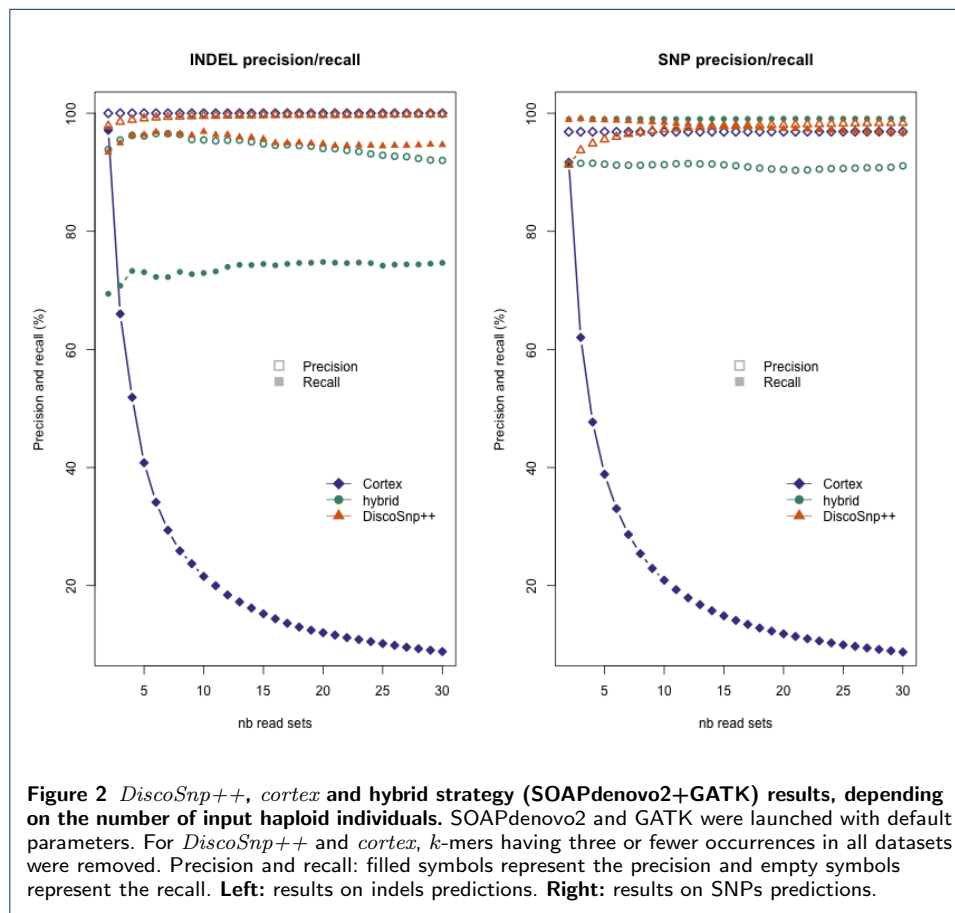 INDEL precision/recall
SNP precision/recall
Precision and recall (%)
100
80
60
40
20
Precision
Recall
Cortex
hybrid
DiscoSnp++
5 10 15 20 25 30
nb read sets
Precision and recall (%)
100
80
60
40
20
Precision
Recall
Cortex
hybrid
DiscoSnp++
5 10 15 20 25 30
nb read sets
Figure 2 DiscoSnp++, cortex and hybrid strategy (SOAPdenovo2+GATK) results, depending
on the number of input haploid individuals. SOAPdenovo2 and GATK were launched with default
parameters. For DiscoSnp++ and cortex, k-mers having three or fewer occurrences in all datasets
were removed. Precision and recall: filled symbols represent the precision and empty symbols
represent the recall. Left: results on indels predictions. Right: results on SNPs predictions.